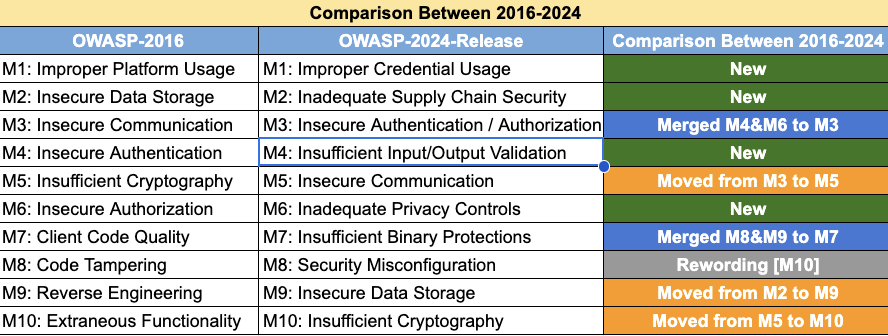 Comparison Between 2016-2024
OWASP-2016 OWASP-2024-Release Comparison Between 2016-2024
M1: Improper Platform Usage M1: Improper Credential Usage New
M2: Insecure Data Storage M2: Inadequate Supply Chain Security New
M3: Insecure Communication M3: Insecure Authentication / Authorization Merged M4&M6 to M3
M4: Insecure Authentication M4: Insufficient Input/Output Validation New
M5: Insufficient Cryptography M5: Insecure Communication Moved from M3 to M5
M6: Insecure Authorization M6: Inadequate Privacy Controls New
M7: Client Code Quality M7: Insufficient Binary Protections Merged M8&M9 to M7
M8: Code Tampering M8: Security Misconfiguration Rewording [M10]
M9: Reverse Engineering M9: Insecure Data Storage Moved from M2 to M9
M10: Extraneous Functionality M10: Insufficient Cryptography Moved from M5 to M10